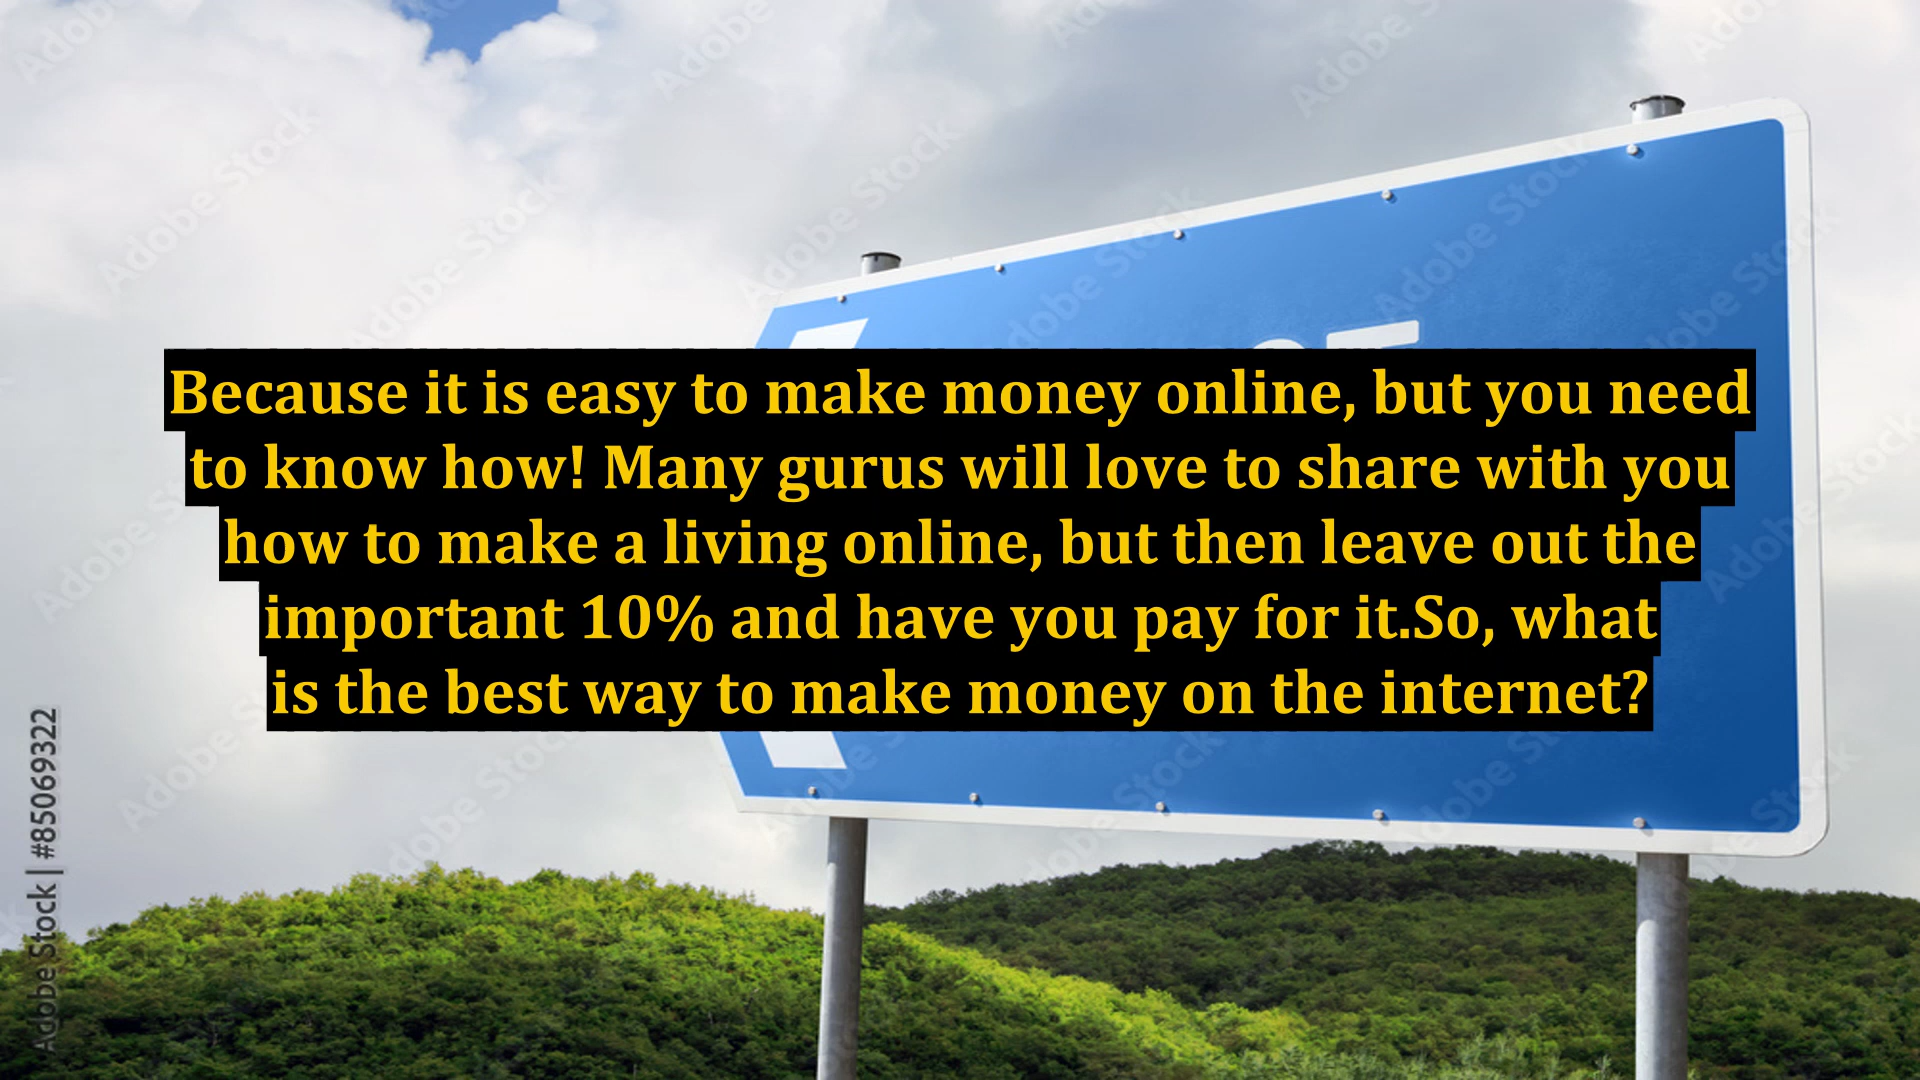 Because it is easy to make money online, but you need
to know how! Many gurus will love to share with you
how to make a living online, but then leave out the
important 10% and have you pay for it.So, what
is the best way to make money on the internet?
Adobe Stock | #85069322
Adobe Stock